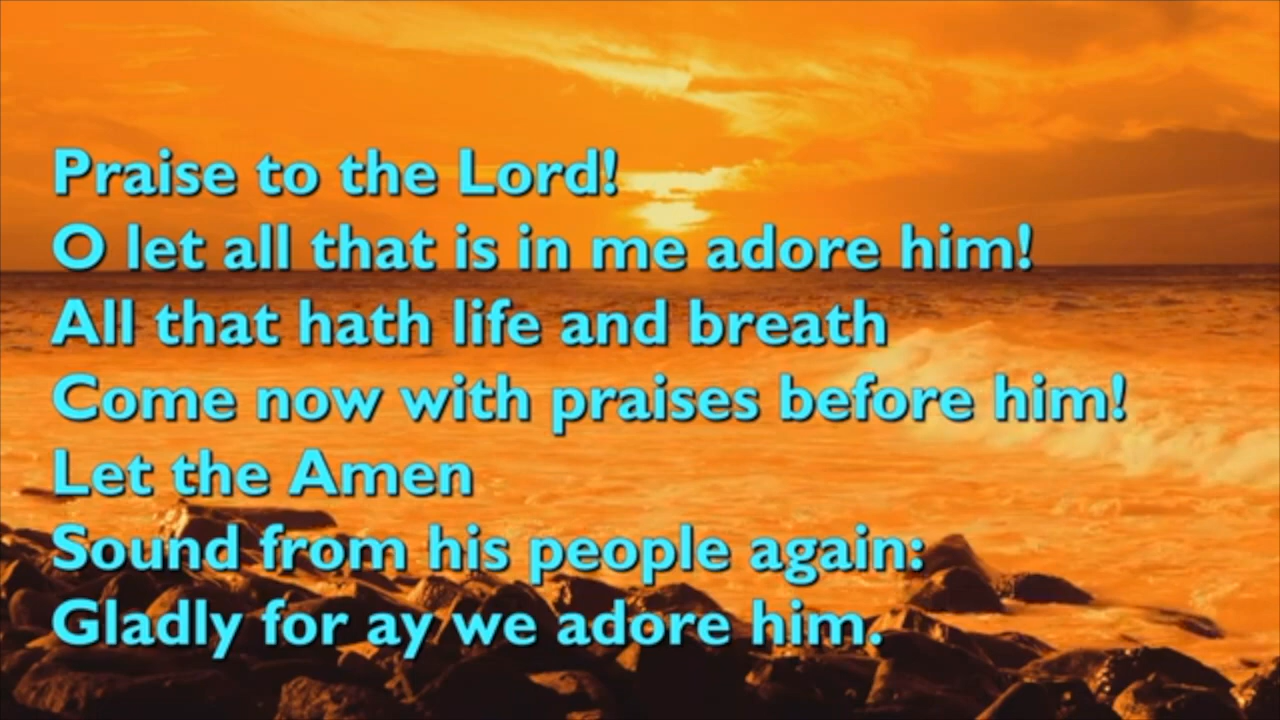 Praise to the Lord!
O let all that is in me adore him!
All that hath life and breath
Come now with praises before him!
Let the Amen
Sound from his people again:
Gladly for ay we adore him.